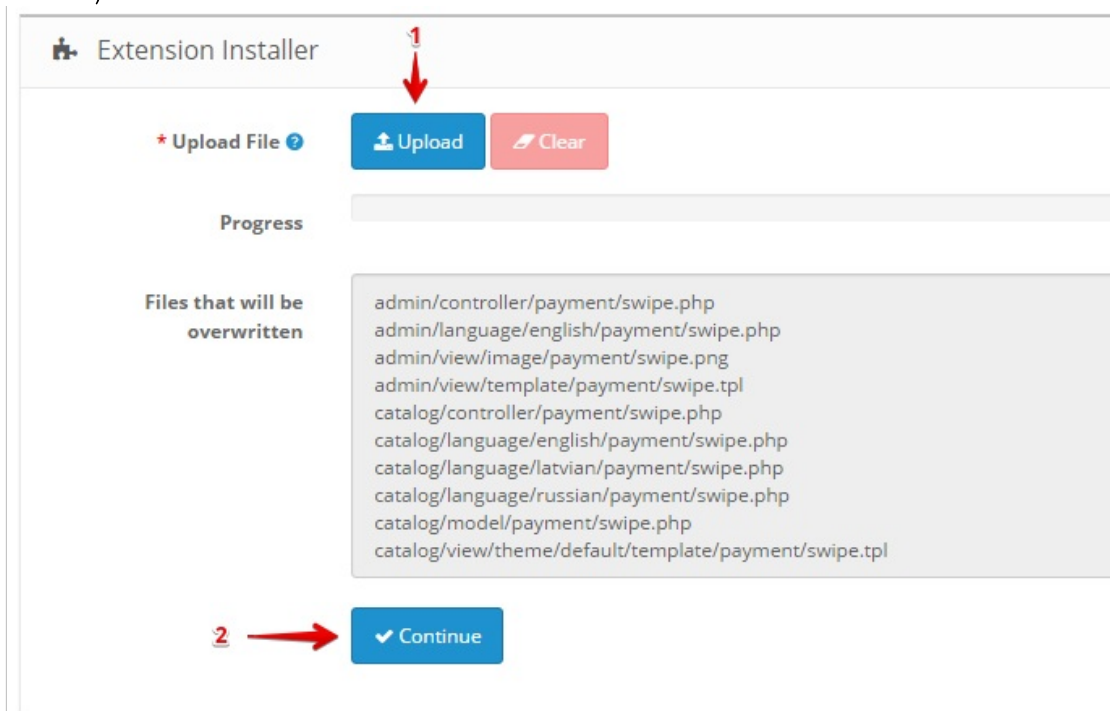 Extension Installer
1
* Upload File
Upload
Clear
Progress
Files that will be
overwritten
admin/controller/payment/swipe.php
admin/language/english/payment/swipe.php
admin/view/image/payment/swipe.png
admin/view/template/payment/swipe.tpl
catalog/controller/payment/swipe.php
catalog/language/english/payment/swipe.php
catalog/language/latvian/payment/swipe.php
catalog/language/russian/payment/swipe.php
catalog/model/payment/swipe.php
catalog/view/theme/default/template/payment/swipe.tpl
2
Continue